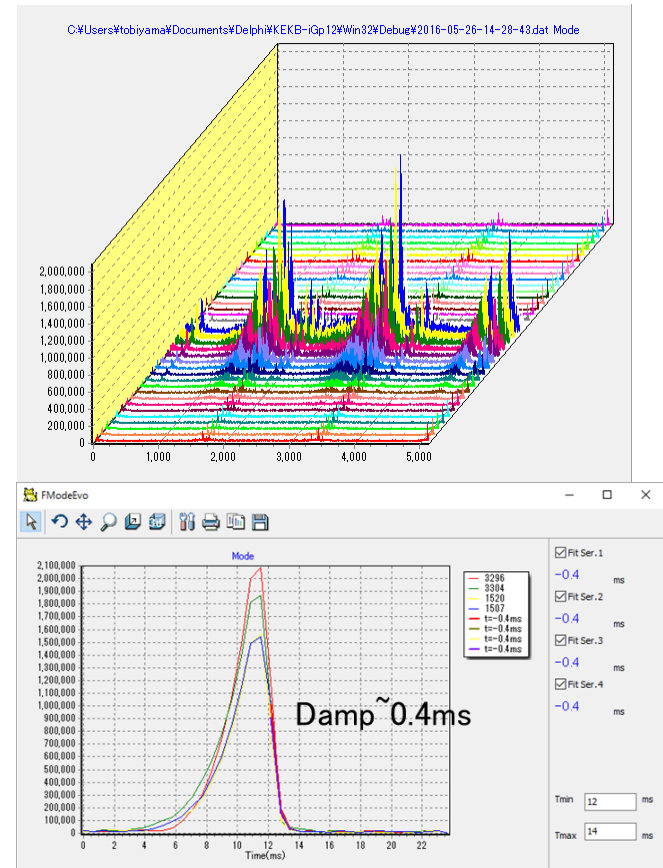 C:¥Users¥tobiyama¥Documents¥Delphi¥KEKB-iGp12¥Win32¥Debug¥2016-05-26-14-28-43.dat Mode
2,000,000
1,800,000
1,600,000
1,400,000
1,200,000
1,000,000
800,000
600,000
400,000
200,000
0
0 1,000 2,000 3,000 4,000 5,000
FModeEvo
Mode
2,100,000
2,000,000
1,900,000
1,800,000
1,700,000
1,600,000
1,500,000
1,400,000
1,300,000
1,200,000
1,100,000
1,000,000
900,000
800,000
700,000
600,000
500,000
400,000
300,000
200,000
100,000
0
0 2 4 6 8 10 12 14 16 18 20 22
Time(ms)
3296
3304
1520
1507
t=-0.4ms
t=-0.4ms
t=-0.4ms
t=-0.4ms
Damp~0.4ms
Fit Ser.1
-0.4 ms
Fit Ser.2
-0.4 ms
Fit Ser.3
-0.4 ms
Fit Ser.4
-0.4 ms
Tmin 12 ms
Tmax 14 ms